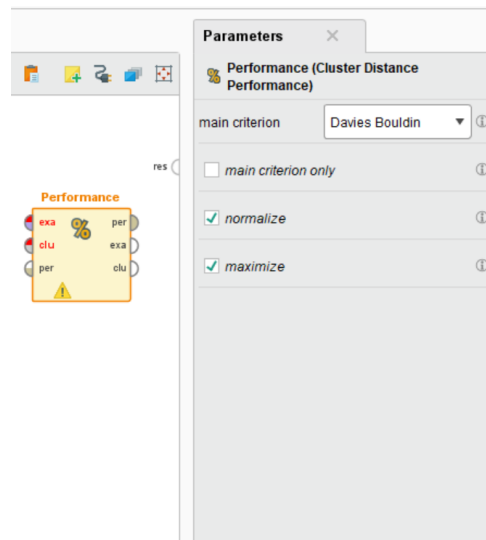 Parameters
Performance (Cluster Distance
Performance)
main criterion
Davies Bouldin
main criterion only
normalize
maximize
res
Performance
exa
per
clu
exa
per
clu